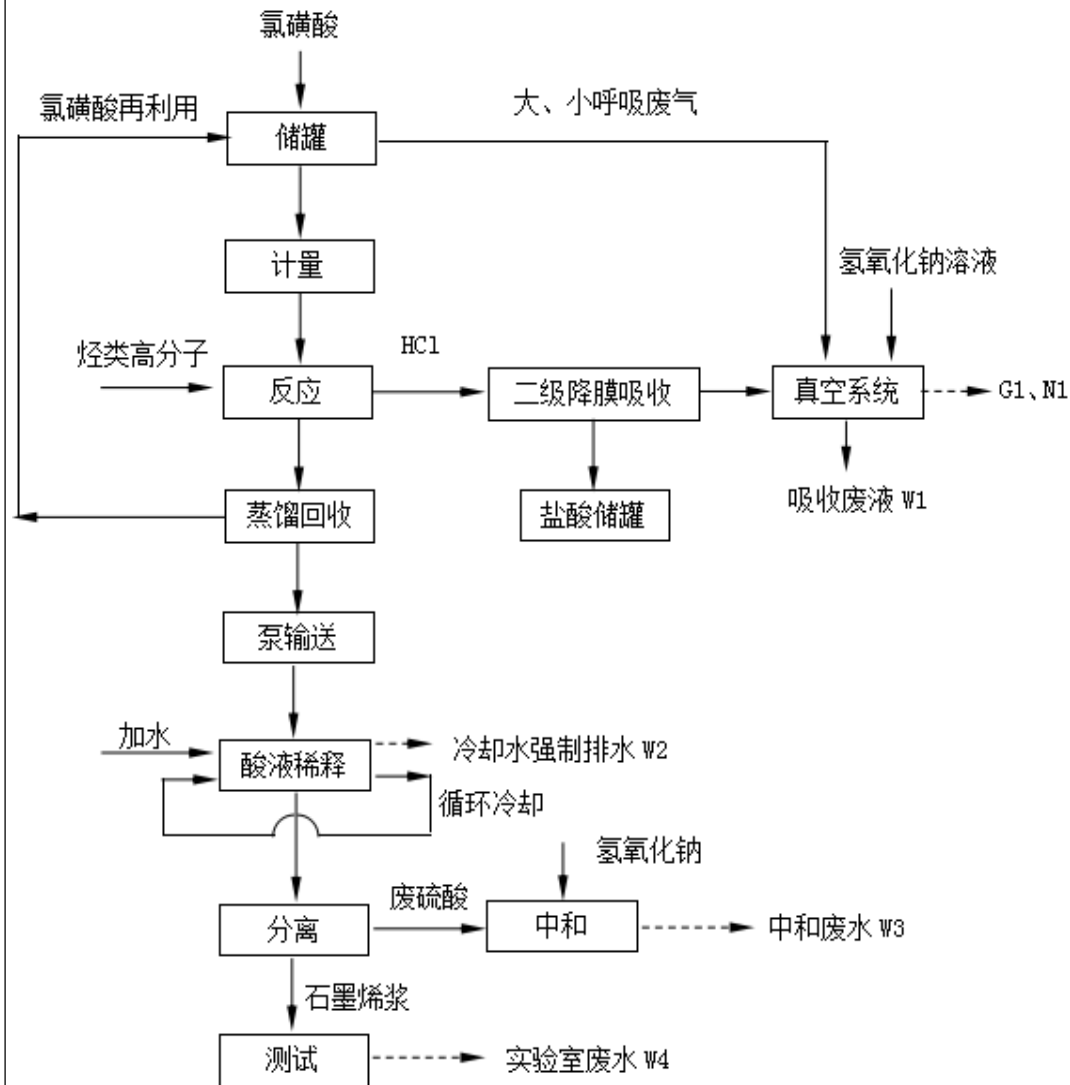 氯磺酸
氯磺酸再利用
大、小呼吸废气
储罐
计量
氢氧化钠溶液
烃类高分子
HCl
反应
二级降膜吸收
真空系统
G1、N1
蒸馏回收
盐酸储罐
吸收废液 W1
泵输送
加水
酸液稀释
冷却水强制排水 W2
循环冷却
氢氧化钠
废硫酸
分离
中和
中和废水 W3
石墨烯浆
测试
实验室废水 W4